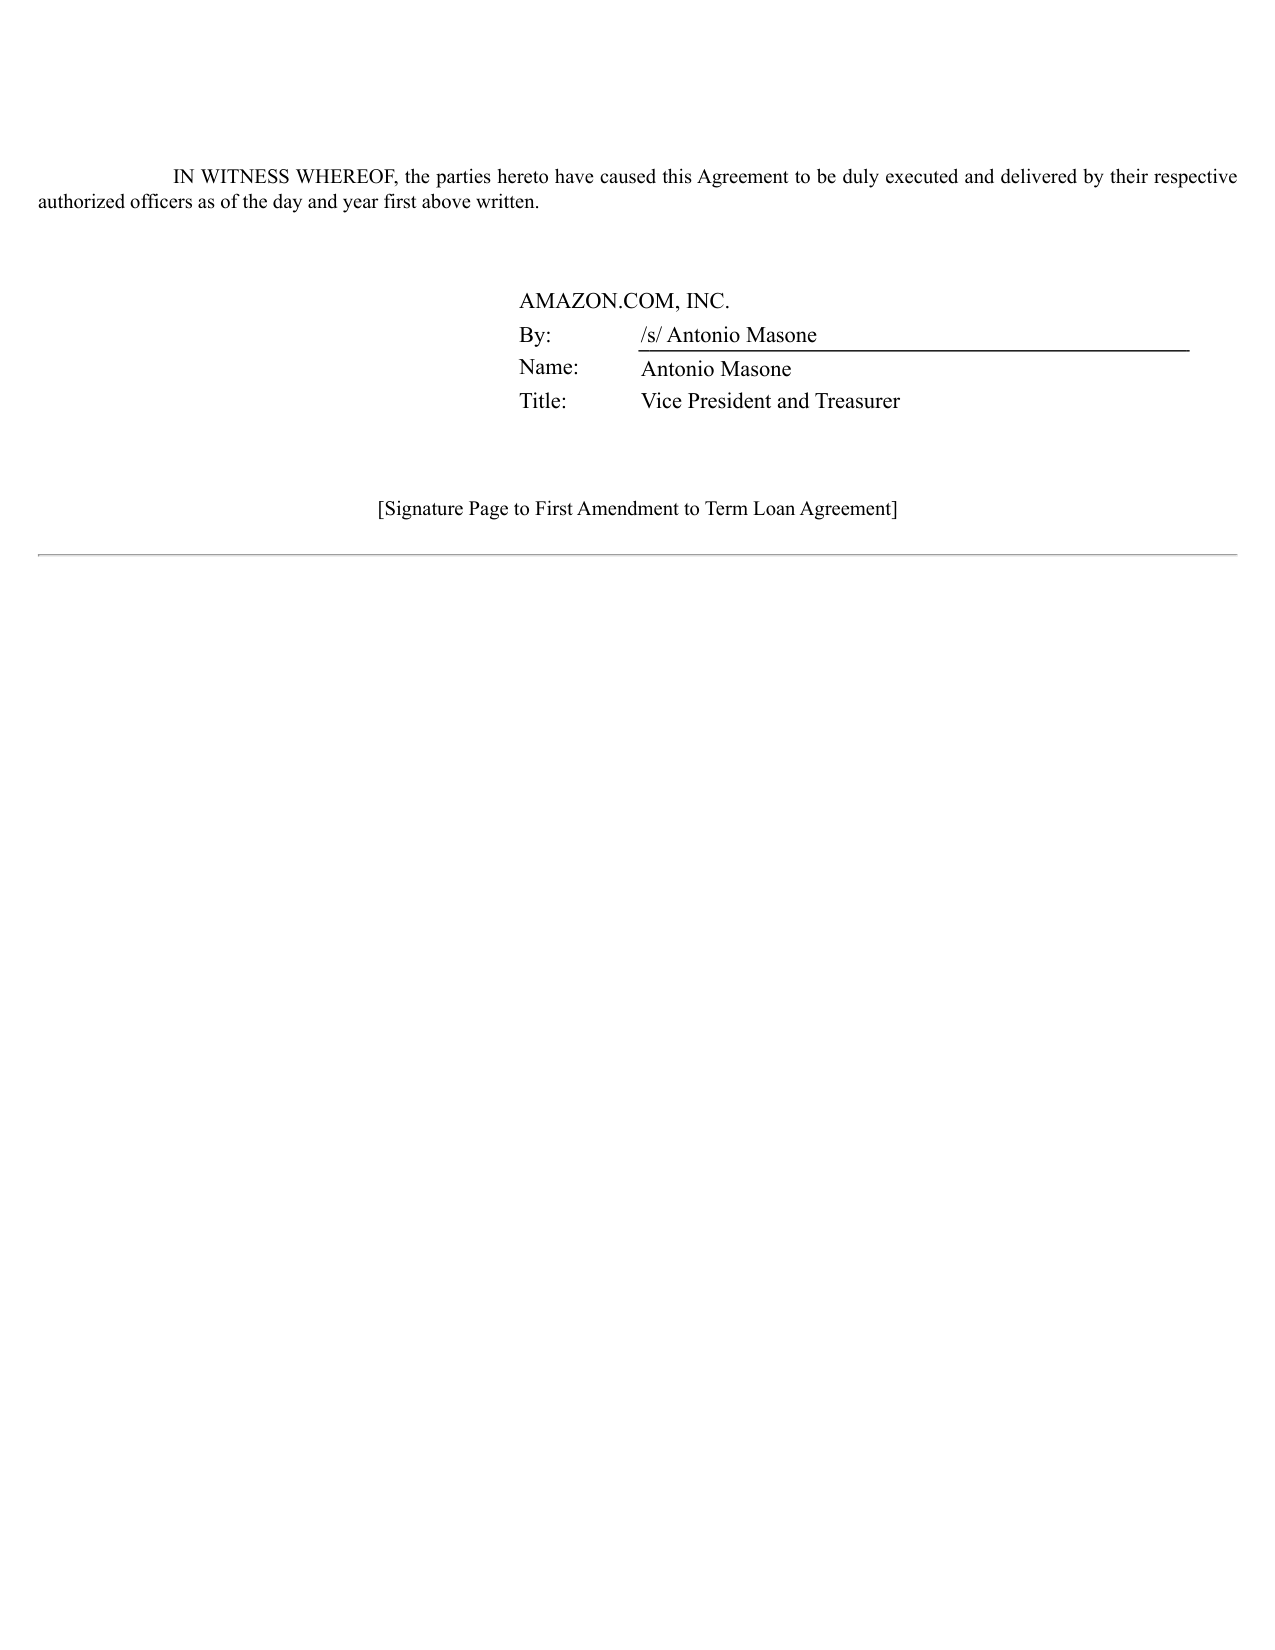 IN WITNESS WHEREOF, the parties hereto have caused this Agreement to be duly executed and delivered by their respective
authorized officers as of the day and year first above written.
AMAZON.COM, INC.
By: /s/ Antonio Masone
Name: Antonio Masone
Title: Vice President and Treasurer
[Signature Page to First Amendment to Term Loan Agreement]